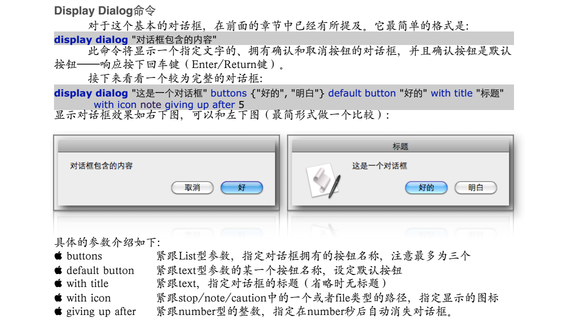 Display Dialog命令
对于这个基本的对话框，在前面的章节中已经有所提及。它最简单的格式是：
display dialog "对话框包含的内容"
此命令将显示一个指定文字的、拥有确认和取消按钮的对话框，并且确认按钮是默认
按钮——响应按下回车键（Enter/Return键）。
接下来看看一个较为完整的对话框：
display dialog "这是一个对话框" buttons {"好的", "明白"} default button "好的" with title "标题"
with icon note giving up after 5
显示对话框效果如右下图，可以和左下图（最简形式做一个比较）：
对话框包含的内容
取消 好
标题
这是一个对话框
好的 明白
具体的参数介绍如下：
buttons 紧跟List型参数，指定对话框拥有的按钮名称，注意最多为三个
default button 紧跟text型参数的某一个按钮名称，设定默认按钮
with title 紧跟text，指定对话框的标题（省略时无标题）
with icon 紧跟stop/note/caution中的一个或者file类型的路径，指定显示的图标
giving up after 紧跟number型的整数，指定在number秒后自动消失对话框。